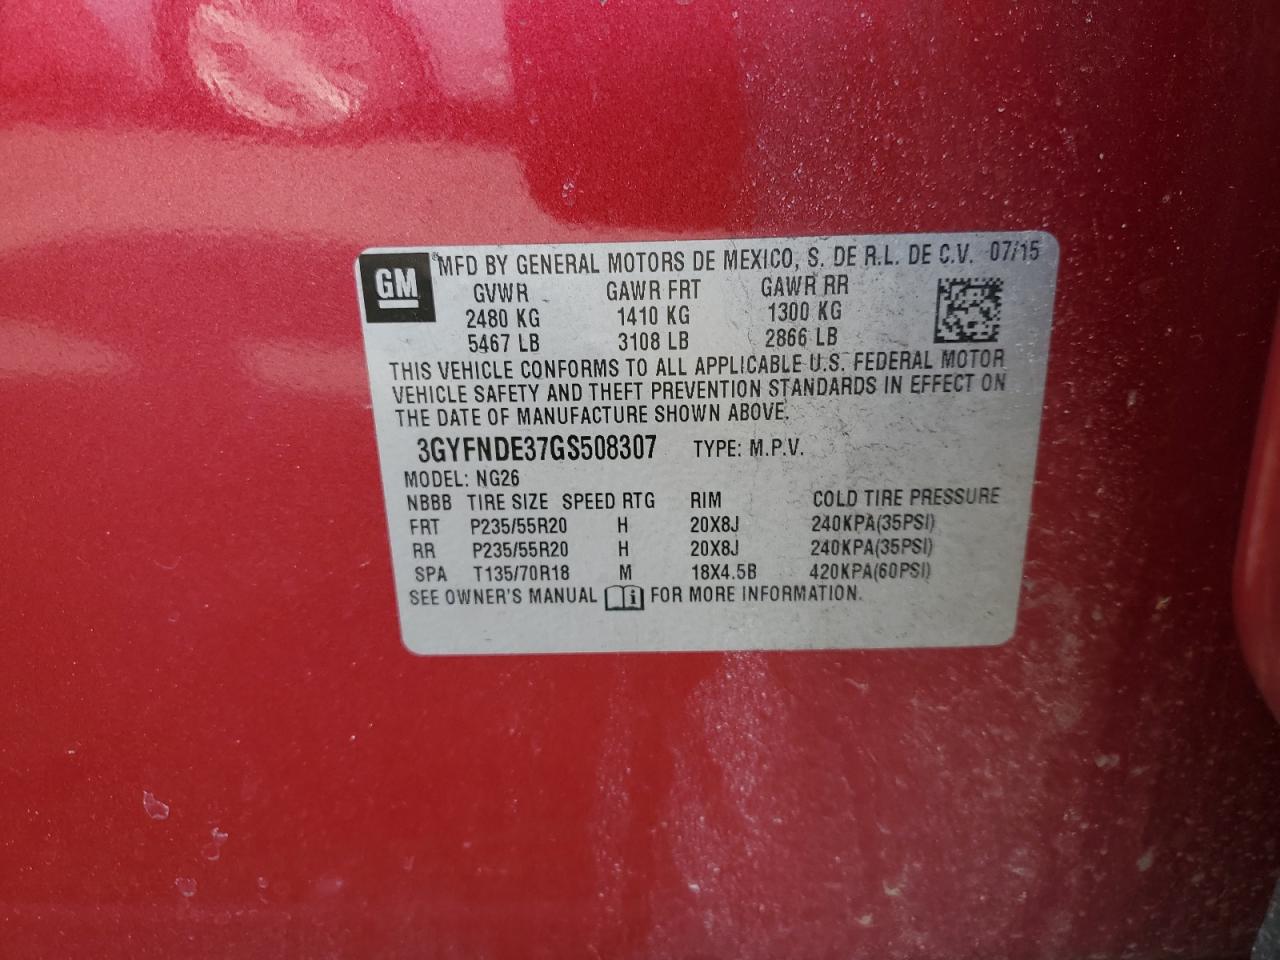 GM
®MFD BY GENERAL MOTORS DE MEXICO, S. DE R.L. DE C.V. 07/15
GVWR GAWR FRT GAWR RR
2480 KG 1410 KG 1300 KG
5467 LB 3108 LB 2866 LB
THIS VEHICLE CONFORMS TO ALL APPLICABLE U.S. FEDERAL MOTOR
VEHICLE SAFETY AND THEFT PREVENTION STANDARDS IN EFFECT ON
THE DATE OF MANUFACTURE SHOWN ABOVE.
3GYFNDE37GS508307 TYPE: M.P.V.
MODEL: NG26
NBBB TIRE SIZE SPEED RTG RIM COLD TIRE PRESSURE
FRT P235/55R20 H 20X8J 240KPA(35PSI)
RR P235/55R20 H 20X8J 240KPA(35PSI)
SPA T135/70R18 M 18X4.5B 420KPA(60PSI)
SEE OWNER'S MANUAL i FOR MORE INFORMATION.